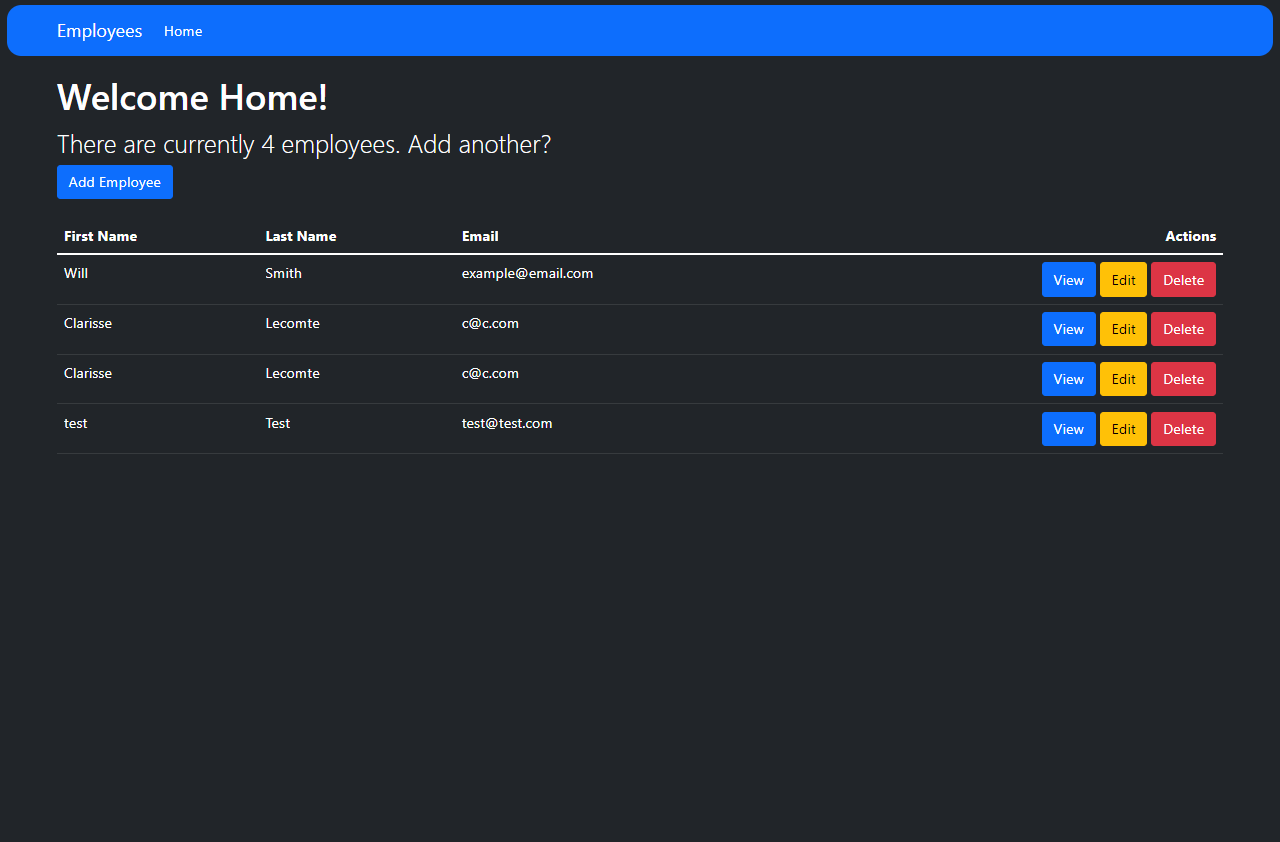 Employees Home
Welcome Home!
There are currently 4 employees. Add another?
Add Employee
First Name Last Name Email Actions
Will Smith example@email.com View Edit Delete
Clarisse Lecomte c@c.com View Edit Delete
Clarisse Lecomte c@c.com View Edit Delete
test Test test@test.com View Edit Delete